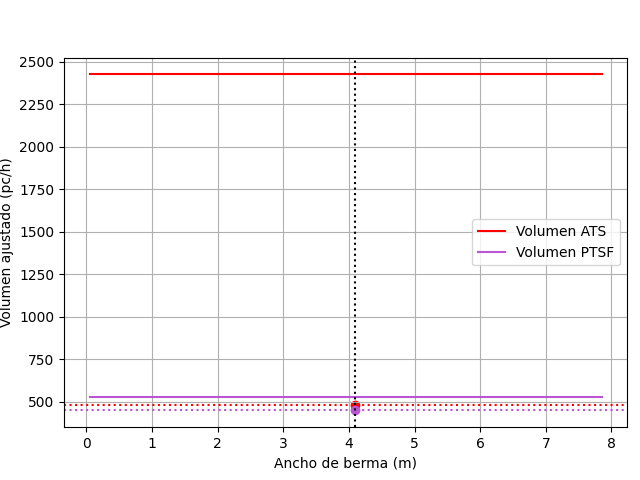 2500
2250
2000
1750
1500
1250
1000
750
500
Volumen ajustado (pc/h)
Volumen ATS
Volumen PTSF
0 1 2 3 4 5 6 7 8
Ancho de berma (m)